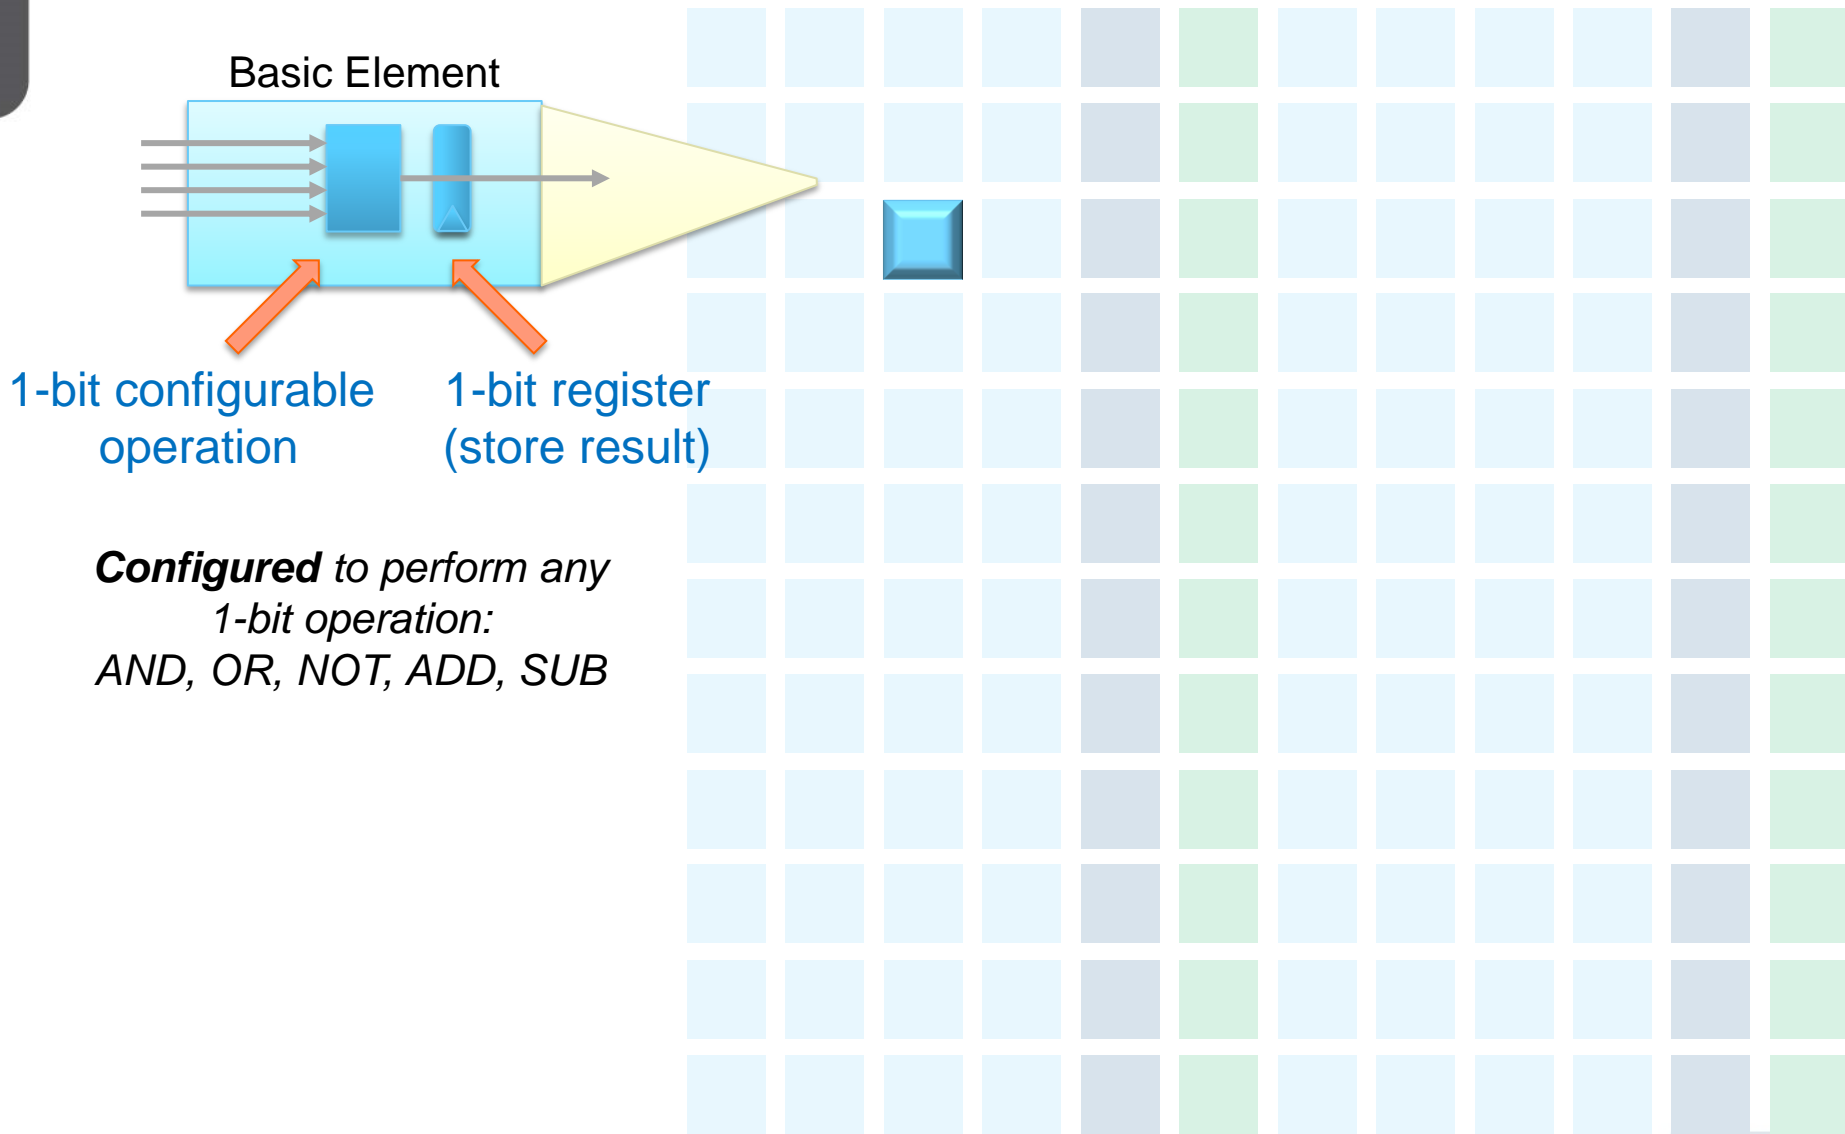 Basic Element
1-bit configurable
operation
1-bit register
(store result)
Configured to perform any
1-bit operation:
AND, OR, NOT, ADD, SUB